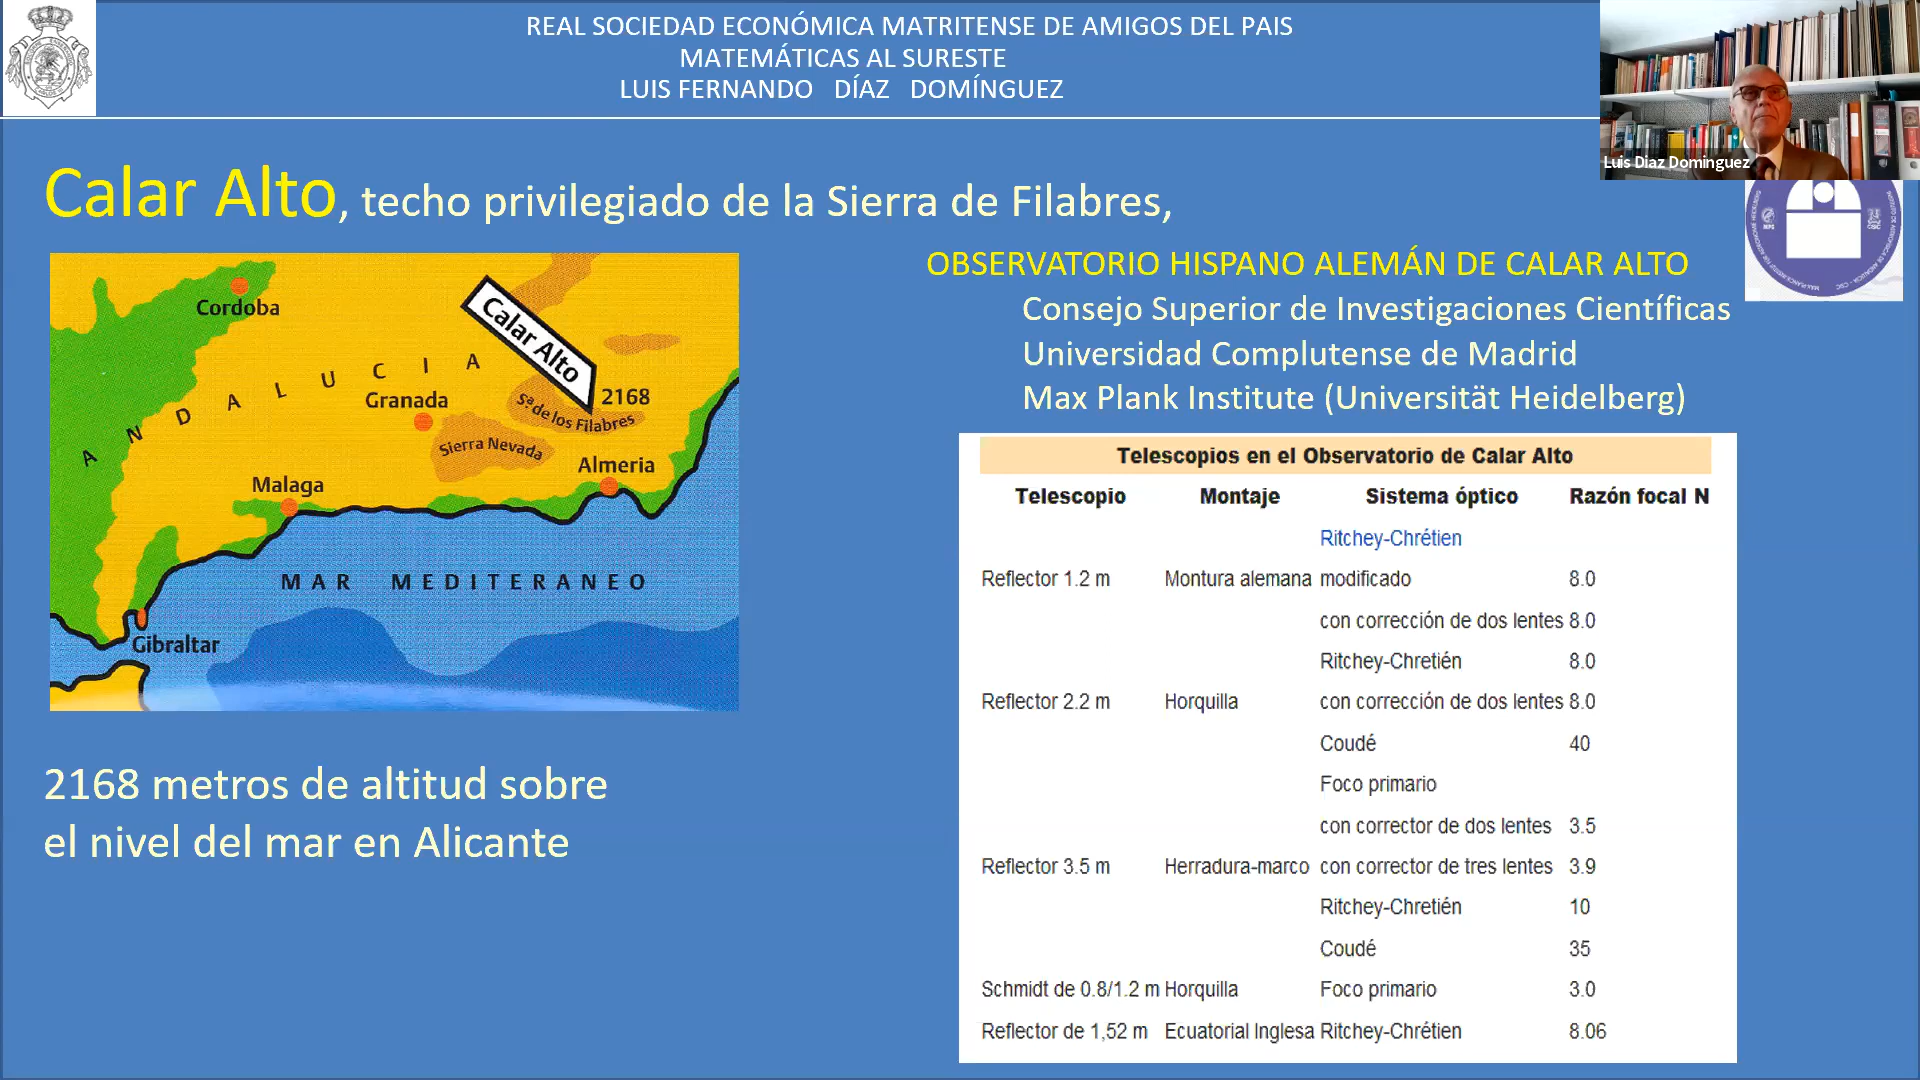 REAL SOCIEDAD ECONÓMICA MATRITENSE DE AMIGOS DEL PAIS
MATEMÁTICAS AL SURESTE
LUIS FERNANDO DÍAZ DOMÍNGUEZ
Luis Diaz Dominguez
Calar Alto, techo privilegiado de la Sierra de Filabres,
Cordoba
Calar Alto
ANDALUCIA
Granada
2168
Sª de los Filabres
Sierra Nevada
Almeria
Malaga
MAR MEDITERANEO
Gibraltar
2168 metros de altitud sobre
el nivel del mar en Alicante
OBSERVATORIO HISPANO ALEMÁN DE CALAR ALTO
Consejo Superior de Investigaciones Científicas
Universidad Complutense de Madrid
Max Plank Institute (Universität Heidelberg)
Telescopios en el Observatorio de Calar Alto
Telescopio Montaje Sistema óptico Razón focal N
Ritchey-Chrétien
Reflector 1.2 m Montura alemana modificado 8.0
con corrección de dos lentes 8.0
Ritchey-Chretién 8.0
Reflector 2.2 m Horquilla con corrección de dos lentes 8.0
Coudé 40
Foco primario
con corrector de dos lentes 3.5
Reflector 3.5 m Herradura-marco con corrector de tres lentes 3.9
Ritchey-Chretién 10
Coudé 35
Schmidt de 0.8/1.2 m Horquilla Foco primario 3.0
Reflector de 1,52 m Ecuatorial Inglesa Ritchey-Chrétien 8.06